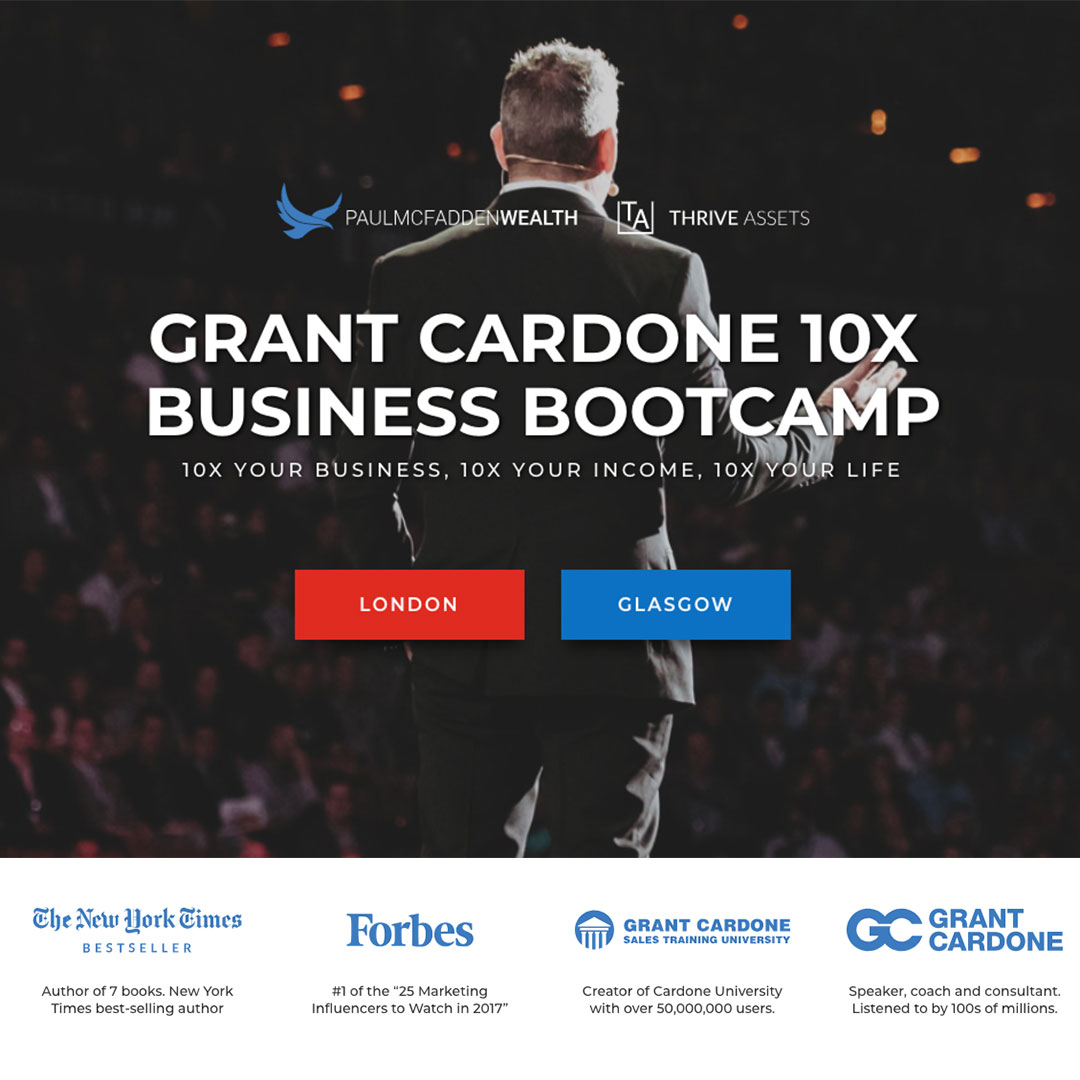 PAULMCFADDENWEALTH
TA THRIVE ASSETS
GRANT CARDONE 10X
BUSINESS BOOTCAMP
10X YOUR BUSINESS, 10X YOUR INCOME, 10X YOUR LIFE
LONDON
GLASGOW
The New York Times
BESTSELLER
Author of 7 books. New York
Times best-selling author
Forbes
#1 of the “25 Marketing
Influencers to Watch in 2017”
GRANT CARDONE
SALES TRAINING UNIVERSITY
Creator of Cardone University
with over 50,000,000 users.
GC GRANT
CARDONE
Speaker, coach and consultant.
Listened to by 100s of millions.